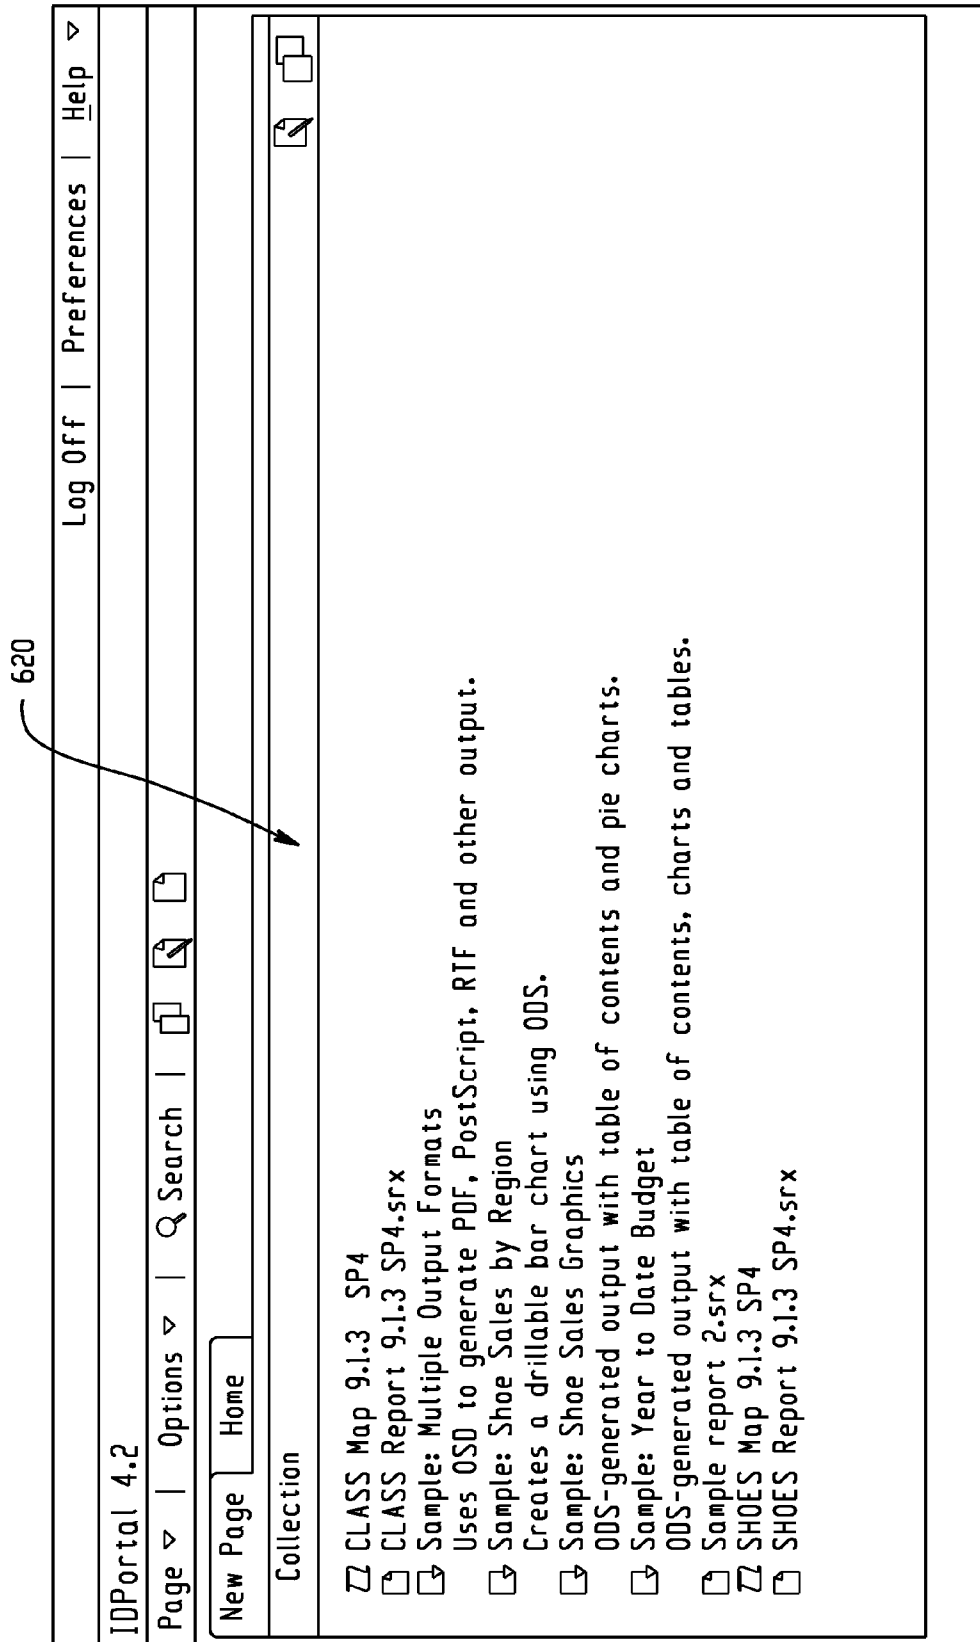 620
Log Off | Preferences | Help
IDPortal 4.2
Page | Options | Search |
New Page Home
Collection
CLASS Map 9.1.3 SP4
CLASS Report 9.1.3 SP4.srx
Sample: Multiple Output Formats
Uses OSD to generate PDF, PostScript, RTF and other output.
Sample: Shoe Sales by Region
Creates a drillable bar chart using ODS.
Sample: Shoe Sales Graphics
ODS-generated output with table of contents and pie charts.
Sample: Year to Date Budget
ODS-generated output with table of contents, charts and tables.
Sample report 2.srx
SHOES Map 9.1.3 SP4
SHOES Report 9.1.3 SP4.srx